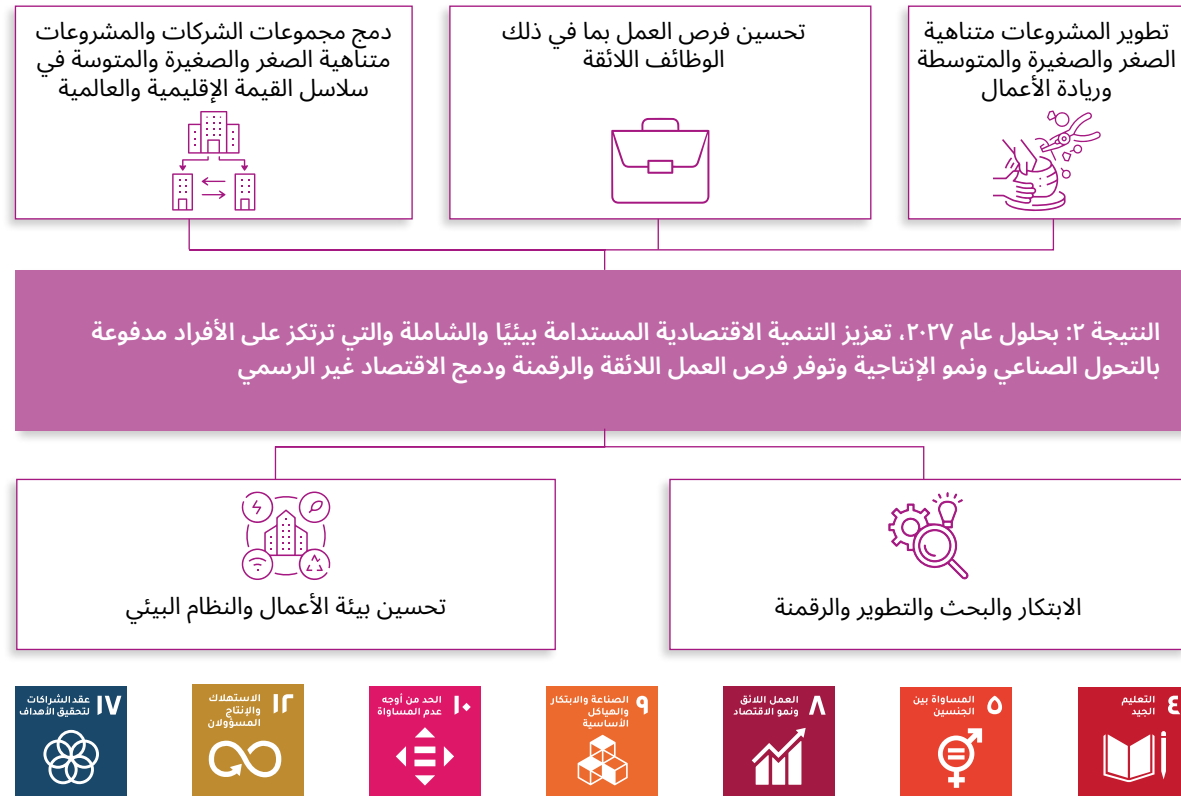 تطوير المشروعات متناهية
الصغر والصغيرة والمتوسطة
وريادة الأعمال
تحسين فرص العمل بما في ذلك
الوظائف اللائقة
دمج مجموعات الشركات والمشروعات
متناهية الصغر والصغيرة والمتوسة في
سلاسل القيمة الإقليمية والعالمية
النتيجة ٢: بحلول عام ٢٠٢٧، تعزيز التنمية الاقتصادية المستدامة بيئيًا والشاملة والتي ترتكز على الأفراد مدفوعة
بالتحول الصناعي ونمو الإنتاجية وتوفر فرص العمل اللائقة والرقمنة ودمج الاقتصاد غير الرسمي
الابتكار والبحث والتطوير والرقمنة
تحسين بيئة الأعمال والنظام البيئي
٤ التعليم
الجيد
٥ المساواة بين
الجنسين
٨ العمل اللائق
ونمو الاقتصاد
٩ الصناعة والابتكار
والهياكل
الأساسية
١٠ الحد من أوجه
عدم المساواة
١٢ الاستهلاك
والإنتاج
المسؤولان
١٧ عقد الشراكات
لتحقيق الأهداف